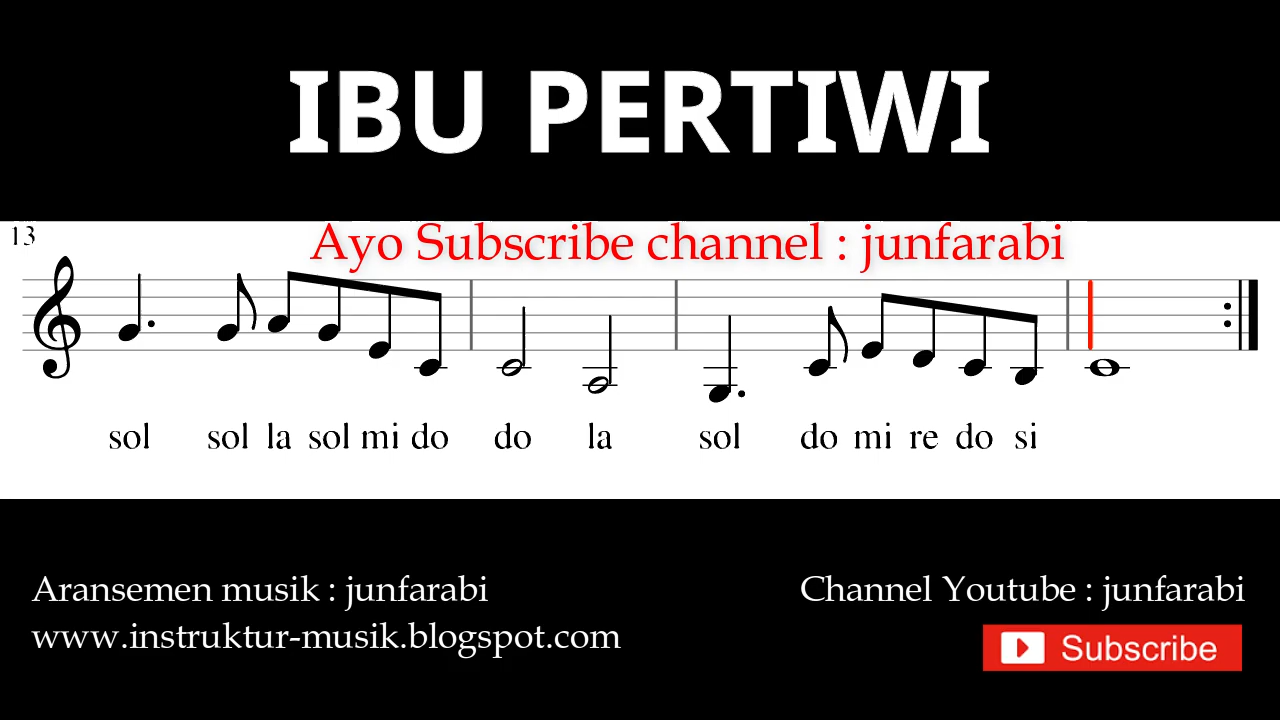 IBU PERTIWI
13
Ayo Subscribe channel : junfarabi
sol sol la sol mi do do la sol do mi re do si
Aransemen musik : junfarabi
www.instruktur-musik.blogspot.com
Channel Youtube : junfarabi
Subscribe